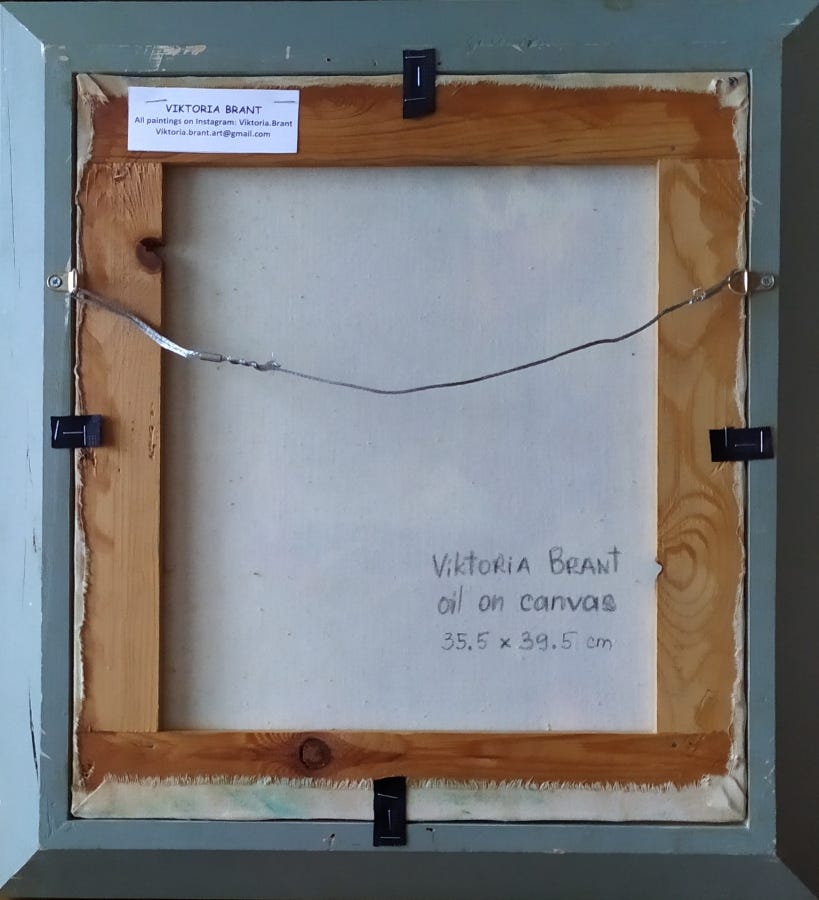 VIKTORIA BRANT
All paintings on Instagram: Viktoria.Brant
Viktoria.brant.art@gmail.com
Viktoria Brant
oil on canvas
35.5 x 39.5 cm